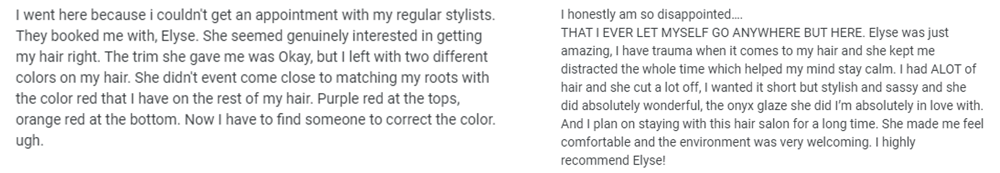 I went here because i couldn't get an appointment with my regular stylists.
They booked me with, Elyse. She seemed genuinely interested in getting
my hair right. The trim she gave me was Okay, but I left with two different
colors on my hair. She didn't event come close to matching my roots with
the color red that I have on the rest of my hair. Purple red at the tops,
orange red at the bottom. Now I have to find someone to correct the color.
ugh.
I honestly am so disappointed....
THAT I EVER LET MYSELF GO ANYWHERE BUT HERE. Elyse was just
amazing, I have trauma when it comes to my hair and she kept me
distracted the whole time which helped my mind stay calm. I had ALOT of
hair and she cut a lot off, I wanted it short but stylish and sassy and she
did absolutely wonderful, the onyx glaze she did I’m absolutely in love with.
And I plan on staying with this hair salon for a long time. She made me feel
comfortable and the environment was very welcoming. I highly
recommend Elyse!